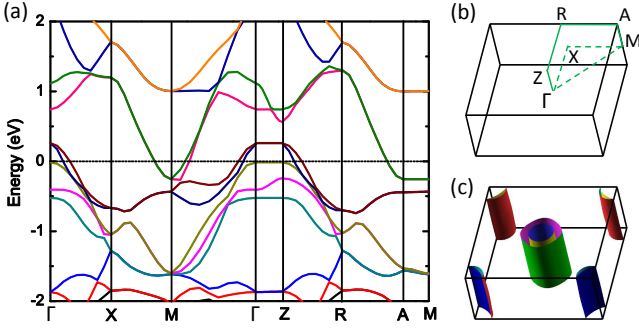 (a)
2
1
0
-1
-2
Energy (eV)
Γ X M Γ Z R A M
(b)
R A
M
X
Z
Γ
(c)